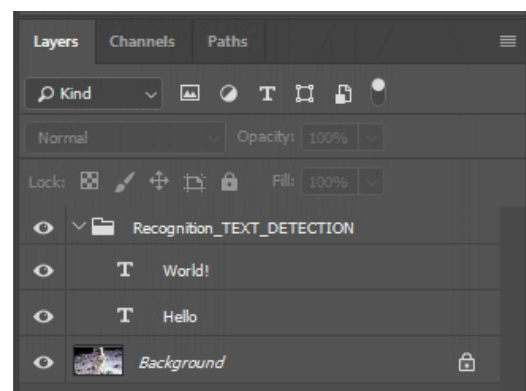 Layers Channels Paths
Kind
Normal Opacity: 100%
Lock: Fill: 100%
Recognition_TEXT_DETECTION
T World!
T Hello
Background